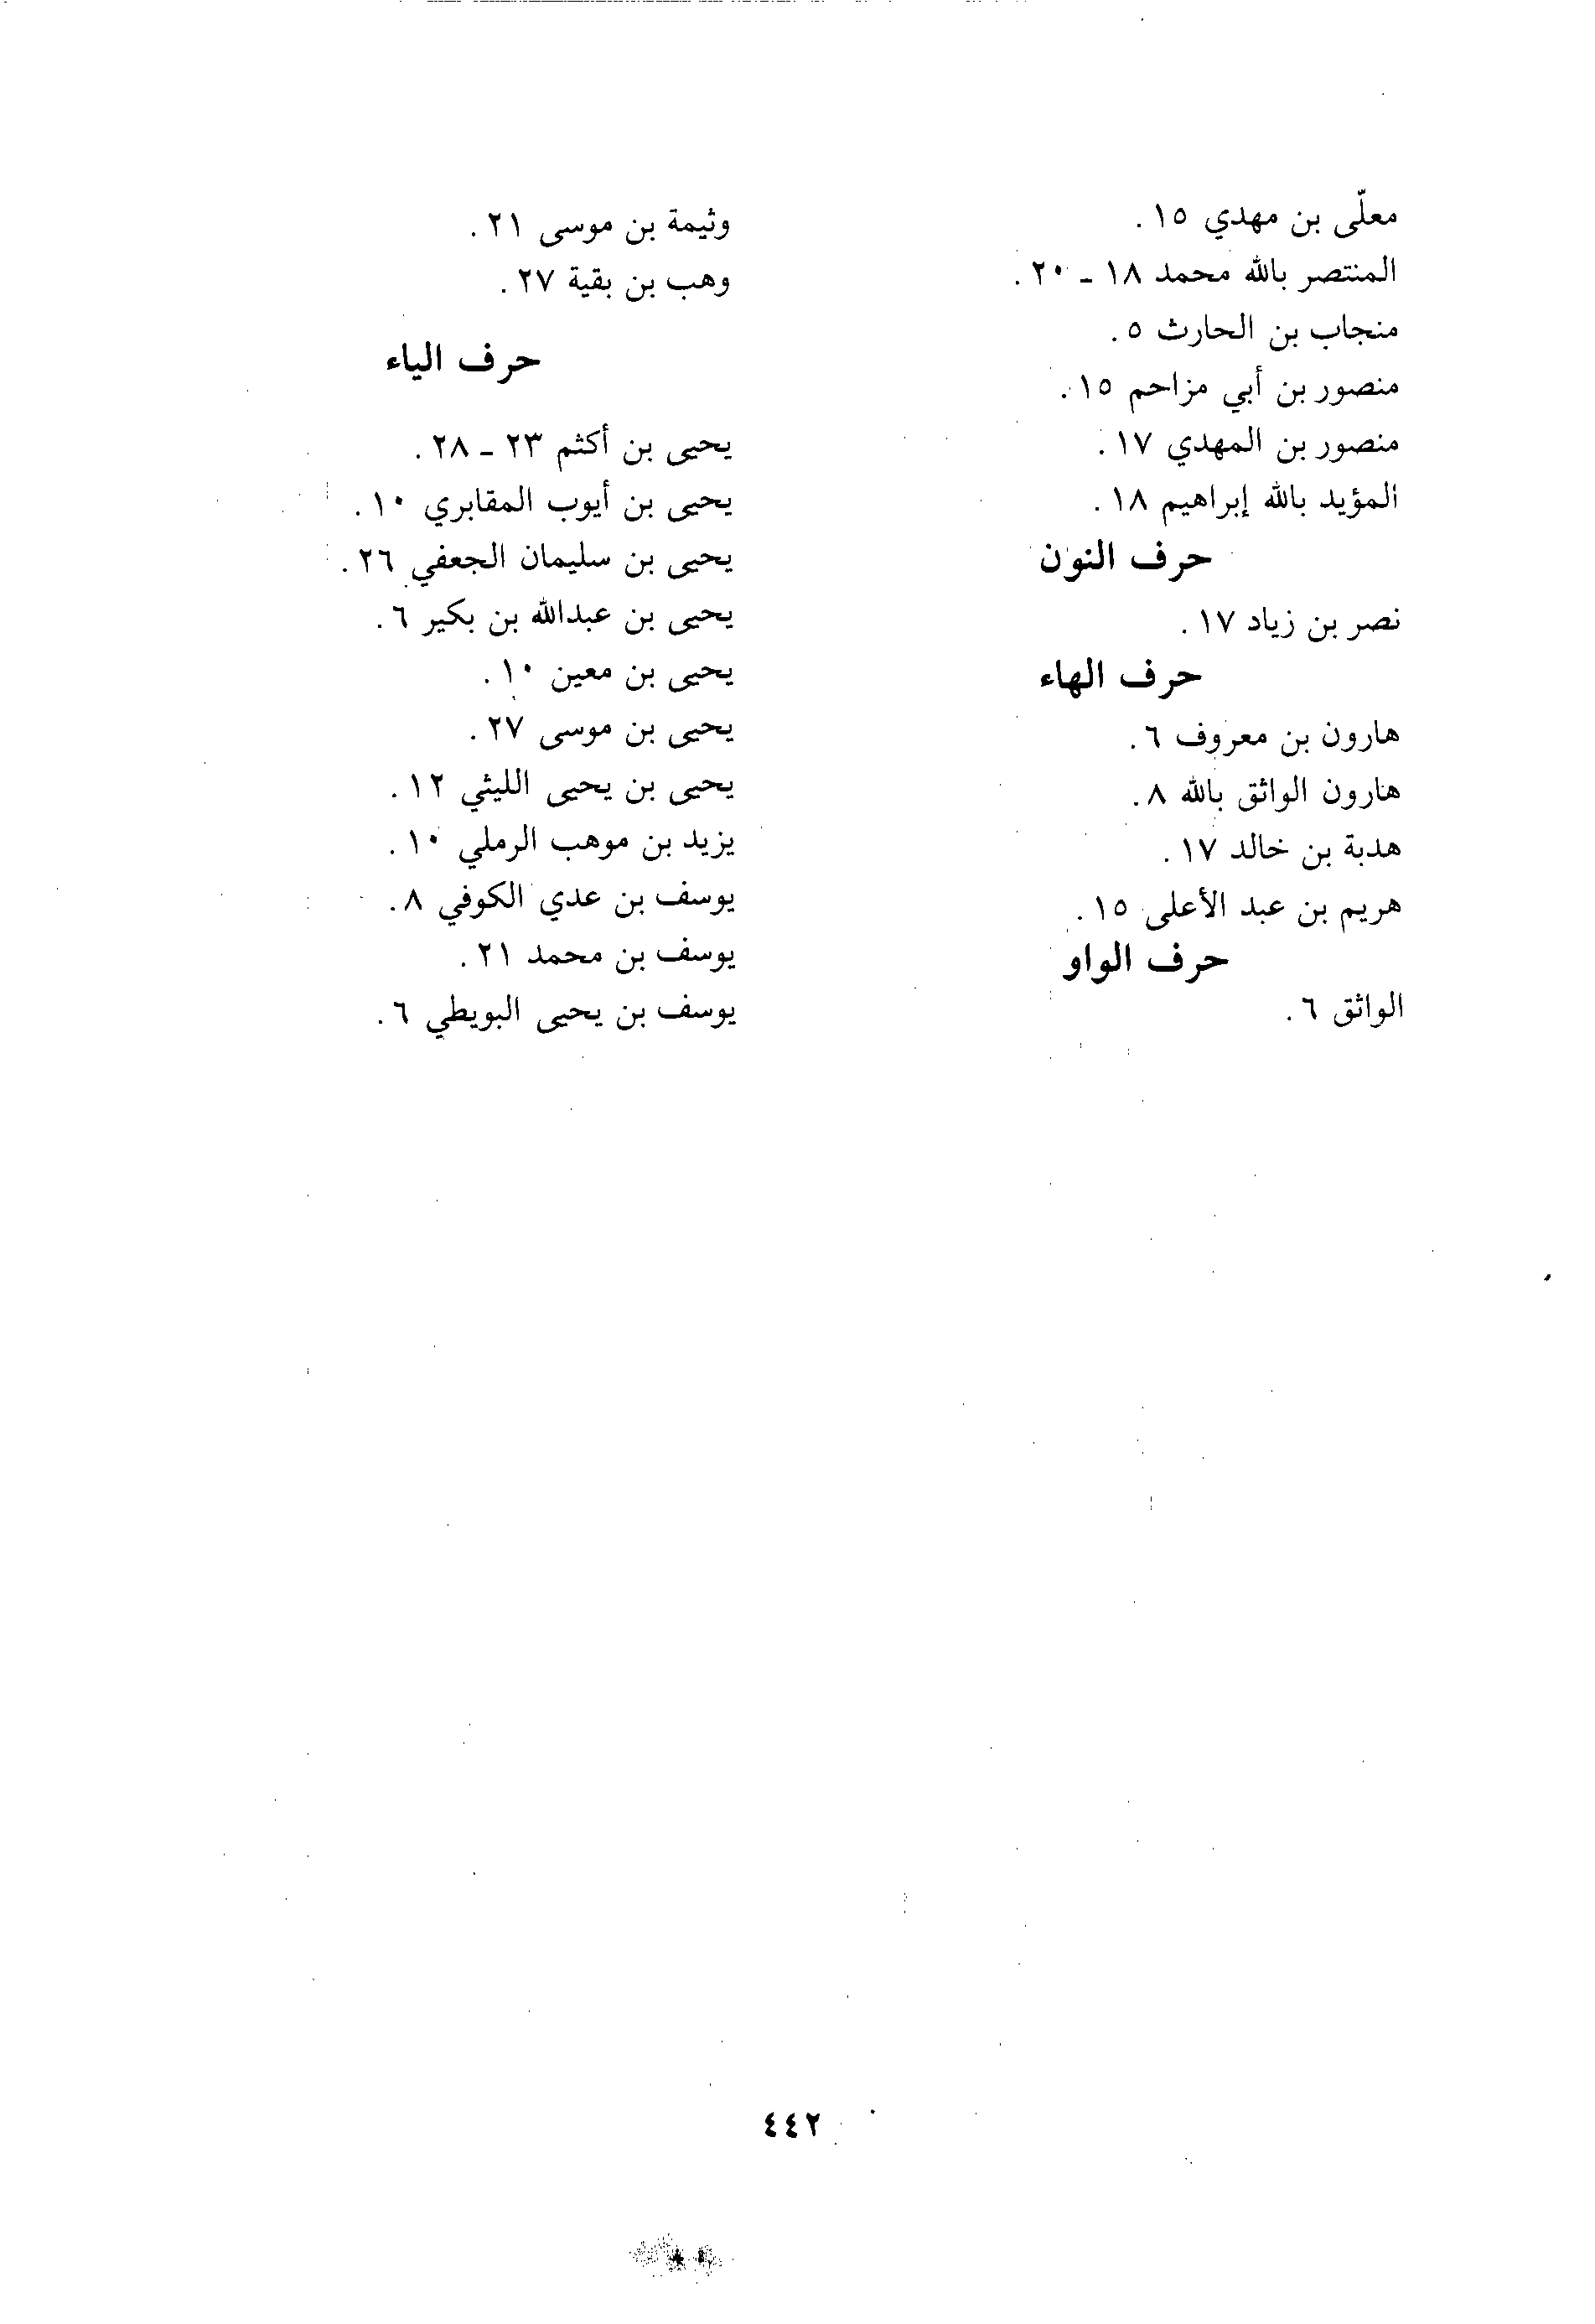 معلّى بن مهدي ١٥ .
المنتصر بالله محمد ١٨ ـ ٢٠ .
منجاب بن الحارث ٥ .
منصور بن أبي مزاحم ١٥ .
منصور بن المهدي ١٧ .
المؤيد بالله إبراهيم ١٨ .
حرف النون
نصر بن زياد ١٧ .
حرف الهاء
هارون بن معروف ٦ .
هارون الواثق بالله ٨ .
هدبة بن خالد ١٧ .
هريم بن عبد الأعلى ١٥ .
حرف الواو
الواثق ٦ .
وثيمة بن موسى ٢١ .
وهب بن بقية ٢٧ .
حرف الياء
يحيى بن أكثم ٢٣ ـ ٢٨ .
يحيى بن أيوب المقابري ١٠ .
يحيى بن سليمان الجعفي ٢٦ .
يحيى بن عبدالله بن بكير ٦ .
يحيى بن معين ١٠ .
يحيى بن موسى ٢٧ .
يحيى بن يحيى الليثي ١٢ .
يزيد بن موهب الرملي ١٠ .
يوسف بن عدي الكوفي ٨ .
يوسف بن محمد ٢١ .
يوسف بن يحيى البويطي ٦ .
٤٤٢